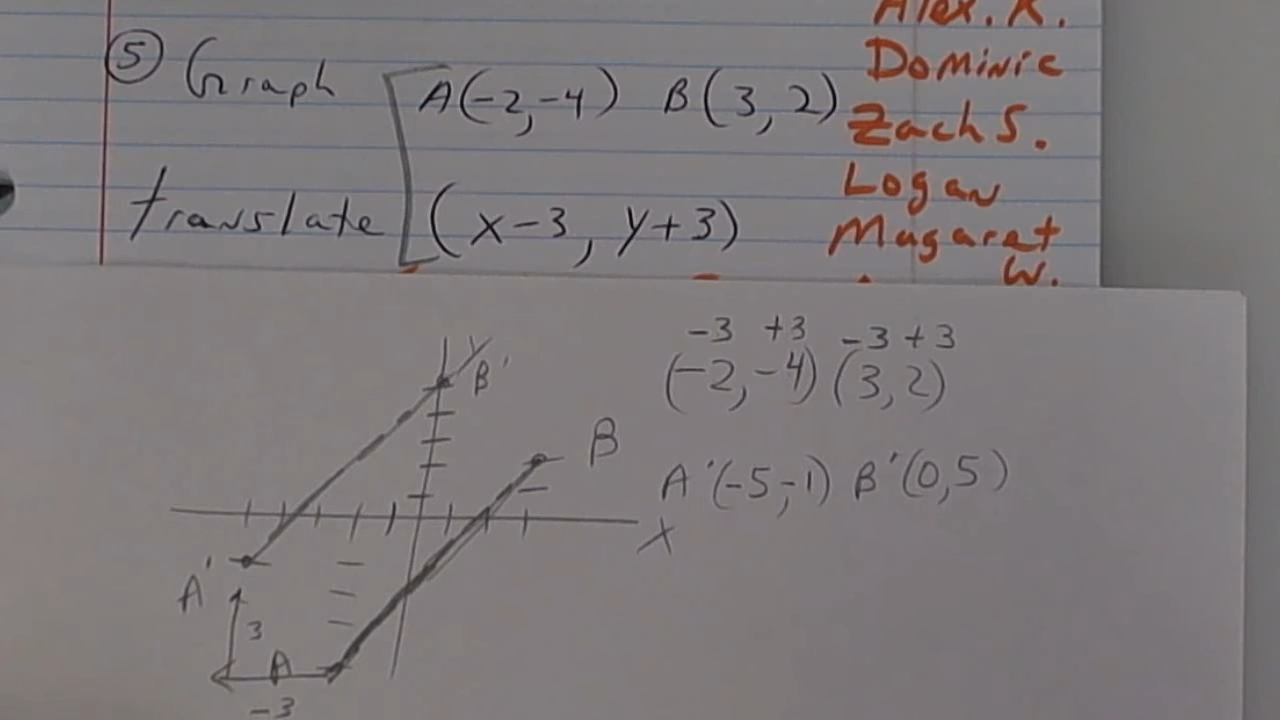 Alex. K.
⑤ Graph A(-2,-4) B(3,2)
Dominic
Zach S.
translate (x-3, y+3)
Logan
Magaret
W.
-3 +3 -3 +3
(-2,-4) (3,2)
y
B'
B
A'(-5,-1) B'(0,5)
x
A'
3
A
-3